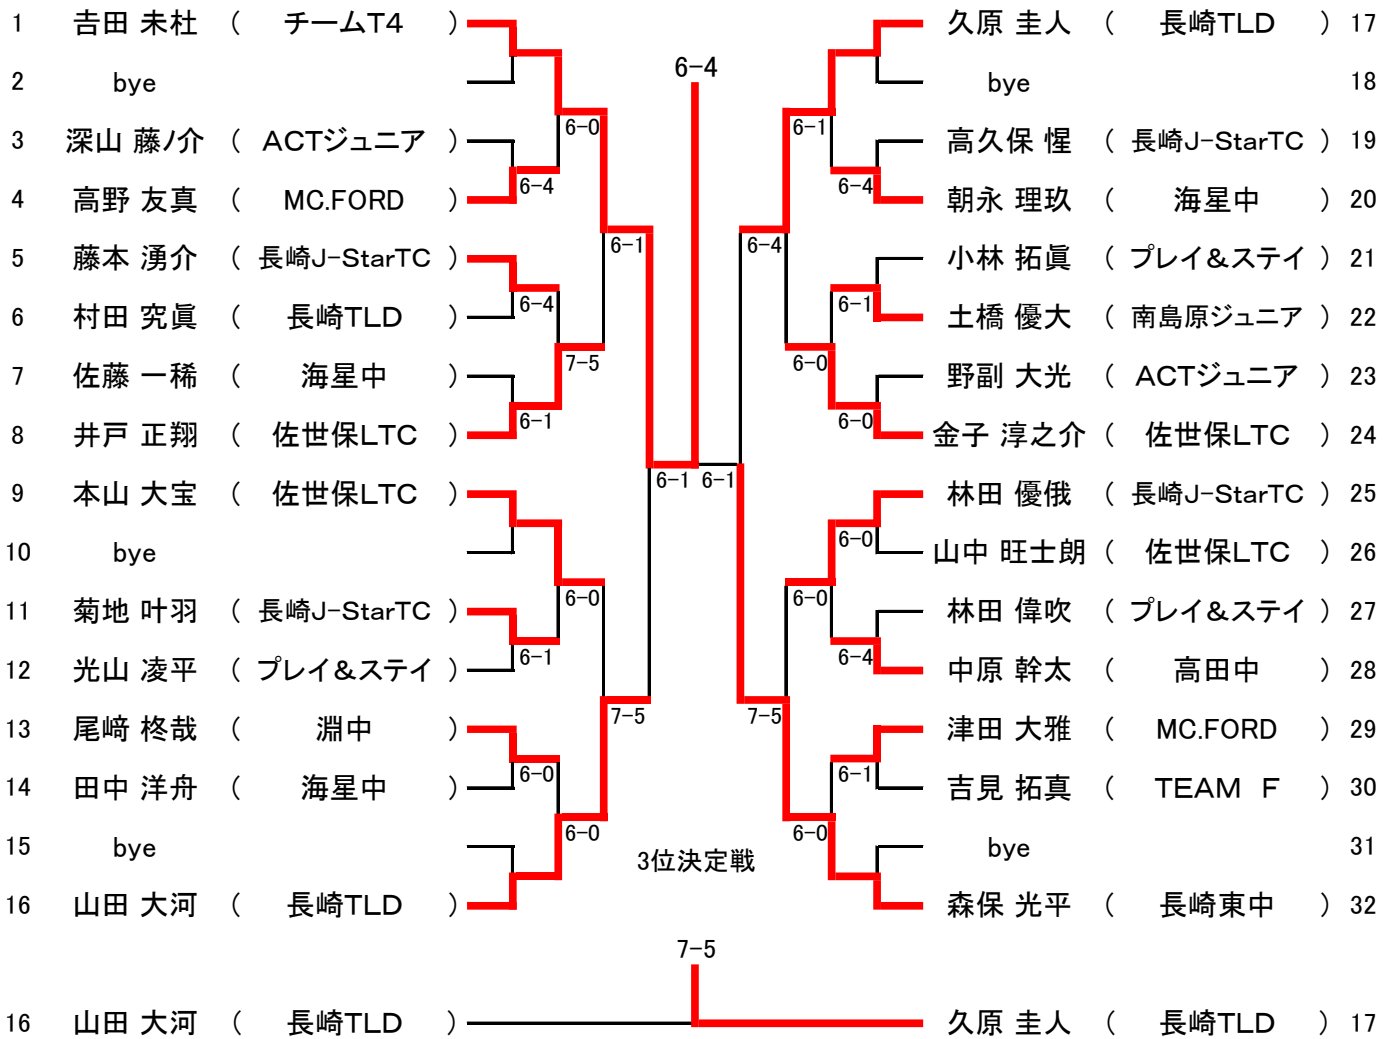 1 吉田 未杜 ( チームT4 ) 久原 圭人 ( 長崎TLD ) 17
6-4
2 bye bye 18
6-0 6-1
3 深山 藤ノ介 ( ACTジュニア ) 高久保 惺 ( 長崎J-StarTC ) 19
6-4 6-4
4 高野 友真 ( MC.FORD ) 朝永 理玖 ( 海星中 ) 20
6-1 6-4
5 藤本 湧介 ( 長崎J-StarTC ) 小林 拓眞 ( プレイ&ステイ ) 21
6-4 6-1
6 村田 究眞 ( 長崎TLD ) 土橋 優大 ( 南島原ジュニア ) 22
7-5 6-0
7 佐藤 一稀 ( 海星中 ) 野副 大光 ( ACTジュニア ) 23
6-1 6-0
8 井戸 正翔 ( 佐世保LTC ) 金子 淳之介 ( 佐世保LTC ) 24
6-1 6-1
9 本山 大宝 ( 佐世保LTC ) 林田 優俄 ( 長崎J-StarTC ) 25
6-0
10 bye 山中 旺士朗 ( 佐世保LTC ) 26
6-0 6-0
11 菊地 叶羽 ( 長崎J-StarTC ) 林田 偉吹 ( プレイ&ステイ ) 27
6-1 6-4
12 光山 凌平 ( プレイ&ステイ ) 中原 幹太 ( 高田中 ) 28
7-5 7-5
13 尾﨑 柊哉 ( 淵中 ) 津田 大雅 ( MC.FORD ) 29
6-0 6-1
14 田中 洋舟 ( 海星中 ) 吉見 拓真 ( TEAM F ) 30
6-0 6-0
15 bye bye 31
3位決定戦
16 山田 大河 ( 長崎TLD ) 森保 光平 ( 長崎東中 ) 32
7-5
16 山田 大河 ( 長崎TLD ) 久原 圭人 ( 長崎TLD ) 17